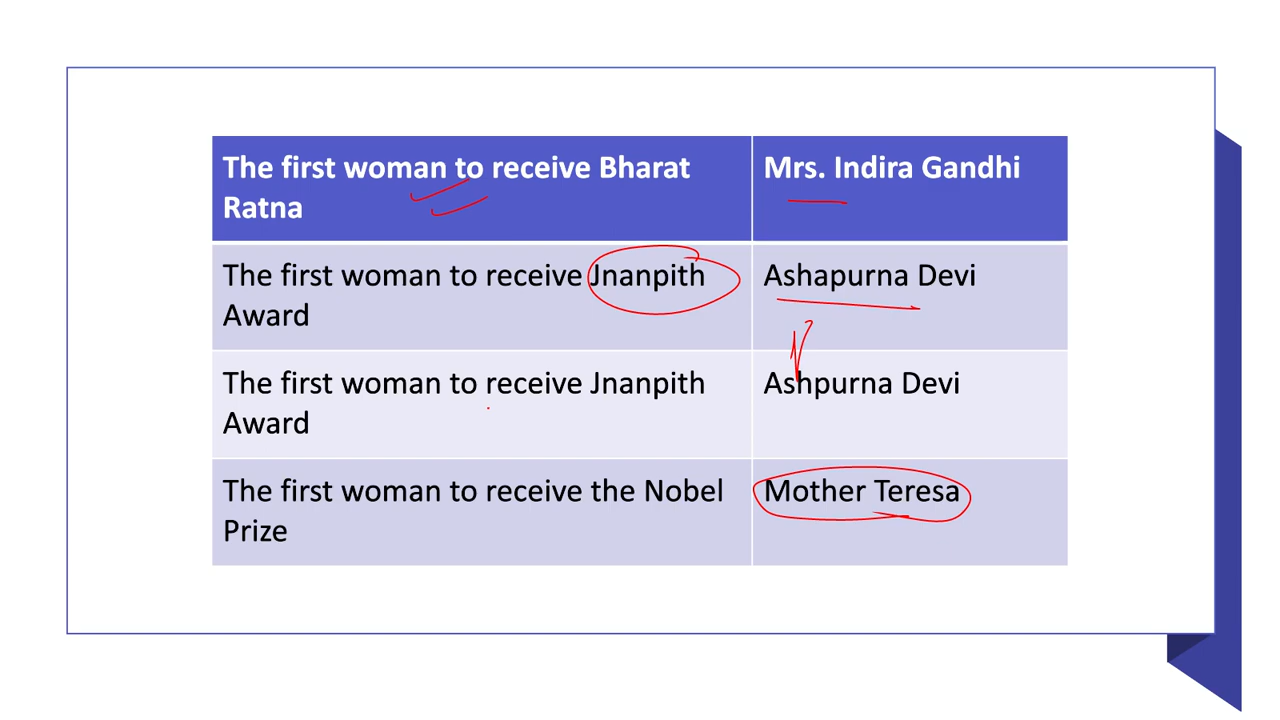 The first woman to receive Bharat Mrs. Indira Gandhi
Ratna
The first woman to receive Jnanpith Ashapurna Devi
Award
The first woman to receive Jnanpith Ashpurna Devi
Award
The first woman to receive the Nobel Mother Teresa
Prize